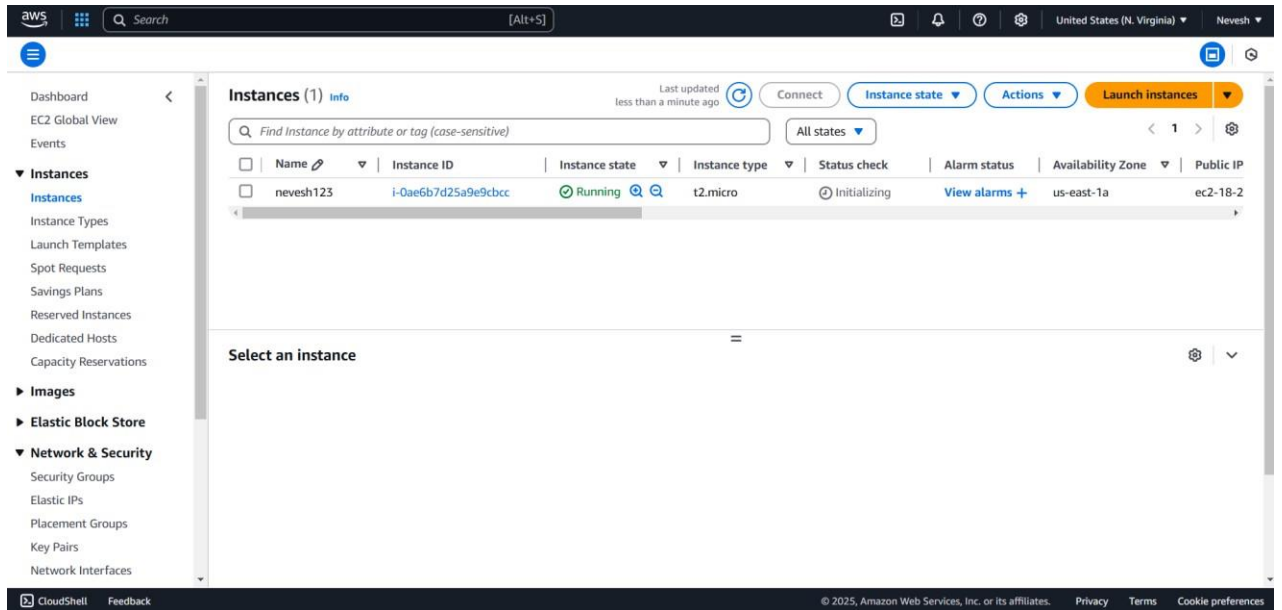 aws Search [Alt+S] United States (N. Virginia) Nevesh
Dashboard
EC2 Global View
Events
Instances
Instances
Instance Types
Launch Templates
Spot Requests
Savings Plans
Reserved Instances
Dedicated Hosts
Capacity Reservations
Images
Elastic Block Store
Network & Security
Security Groups
Elastic IPs
Placement Groups
Key Pairs
Network Interfaces
Instances (1) Info
Last updated
less than a minute ago
Connect Instance state Actions Launch instances
Find Instance by attribute or tag (case-sensitive) All states 1
Name Instance ID Instance state Instance type Status check Alarm status Availability Zone Public IP
nevesh123 i-0ae6b7d25a9e9cbcc Running t2.micro Initializing View alarms + us-east-1a ec2-18-2
Select an instance
CloudShell Feedback © 2025, Amazon Web Services, Inc. or its affiliates. Privacy Terms Cookie preferences